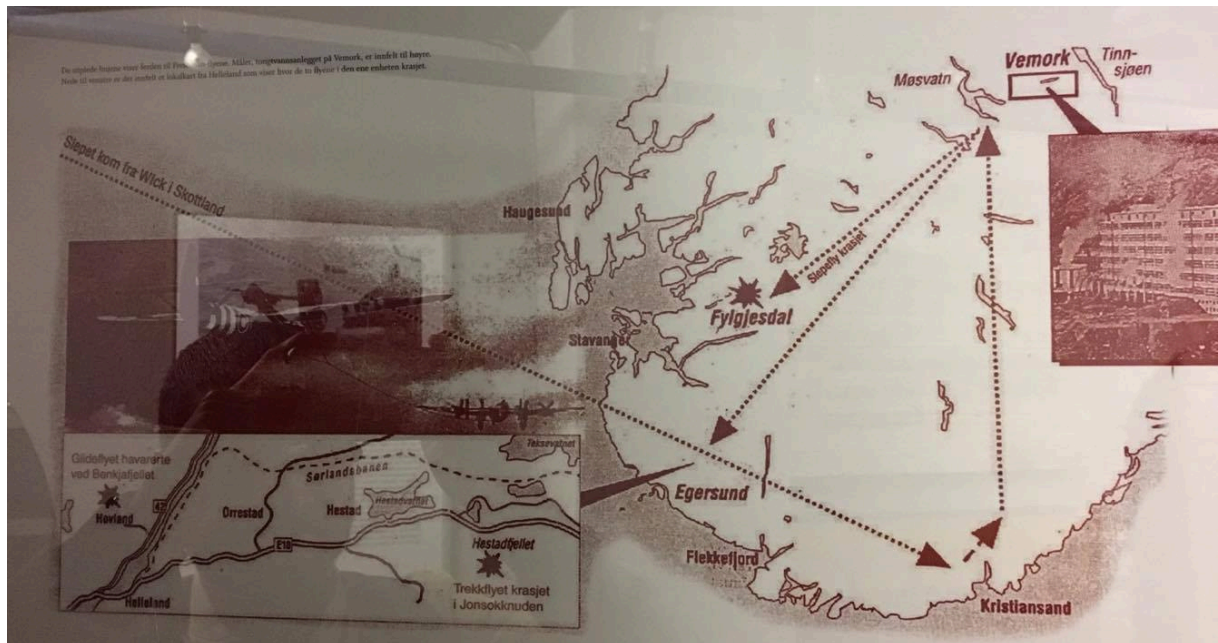 De stiplede linjene viser ferden til flyene. Målet, tungtvannsanlegget på Vemork, er innfelt til høyre.
Nede til venstre er det innfelt et lokalkart fra Helleland som viser hvor de to flyene i den ene enheten krasjet.
Slepet kom fra Wick i Skottland
Møsvatn
Vemork
Tinn-
sjøen
Haugesund
Slepefly krasjet
Fylgjesdal
Stavanger
Egersund
Flekkefjord
Kristiansand
Glideflyet havarerte
ved Benkjafjellet
Hovland
42
Sørlandsbanen
Teksevatnet
Orrestad
Hestad
Hestadvatnet
E18
Hestadfjellet
Trekkflyet krasjet
i Jonsokknuden
Helleland